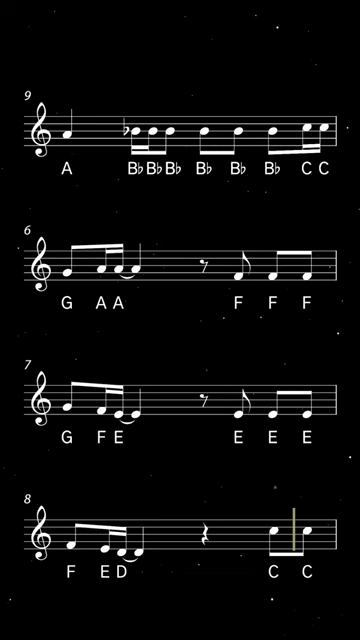 9
A B♭ B♭ B♭ B♭ B♭ B♭ C C
6
G A A F F F
7
G F E E E E
8
F E D C C